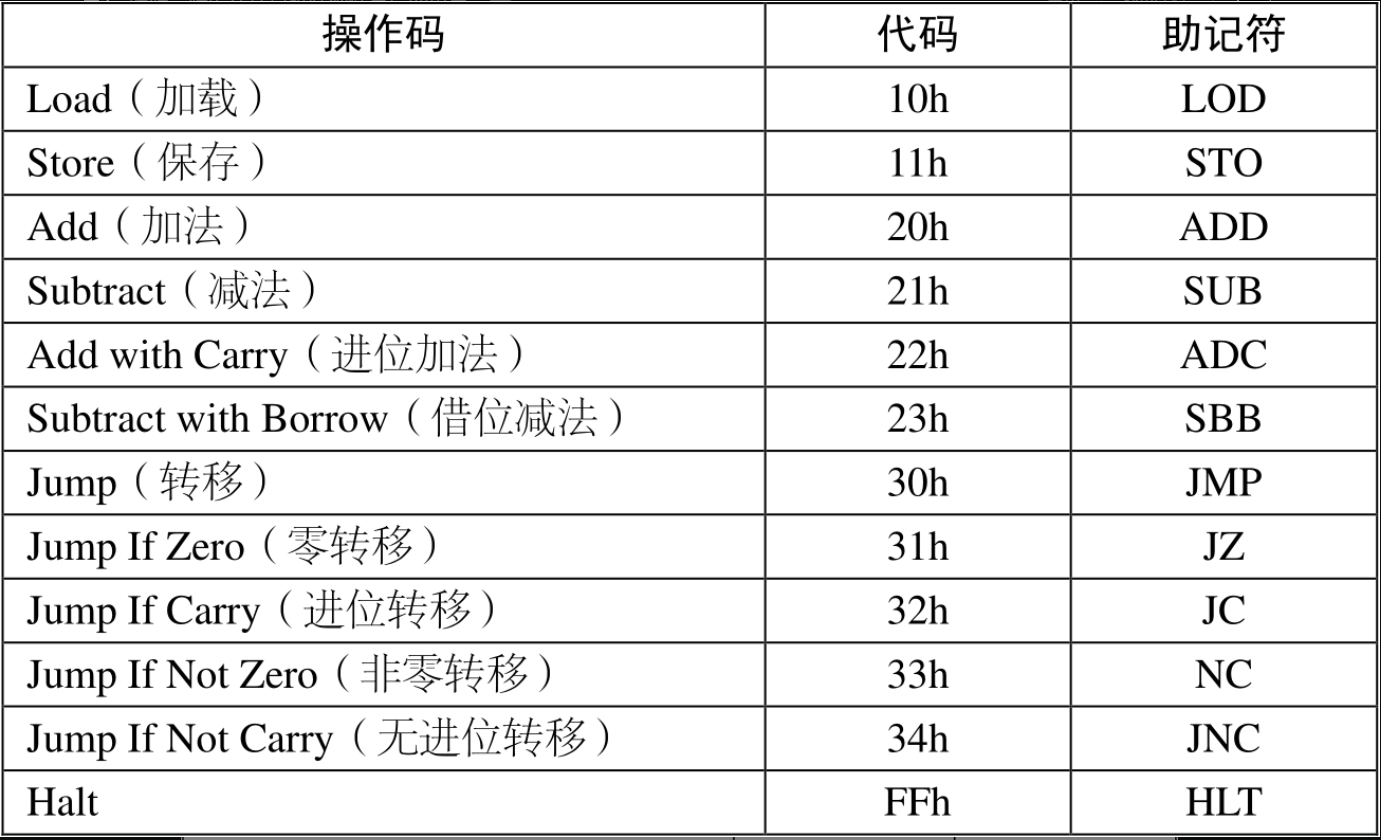 操作码 代码 助记符
Load（加载） 10h LOD
Store（保存） 11h STO
Add（加法） 20h ADD
Subtract（减法） 21h SUB
Add with Carry（进位加法） 22h ADC
Subtract with Borrow（借位减法） 23h SBB
Jump（转移） 30h JMP
Jump If Zero（零转移） 31h JZ
Jump If Carry（进位转移） 32h JC
Jump If Not Zero（非零转移） 33h NC
Jump If Not Carry（无进位转移） 34h JNC
Halt FFh HLT